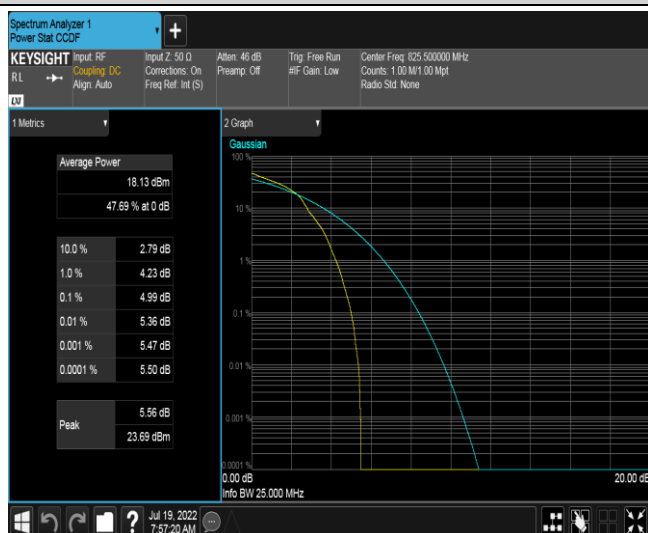 Spectrum Analyzer 1
Power Stat CCDF
+
KEYSIGHT
RL
LXI
Input: RF
Coupling: DC
Align: Auto
Input Z: 50 Ω
Corrections: On
Freq Ref: Int (S)
Atten: 46 dB
Preamp: Off
Trig: Free Run
#IF Gain: Low
Center Freq: 825.500000 MHz
Counts: 1.00 M/1.00 Mpt
Radio Std: None
1 Metrics
Average Power
18.13 dBm
47.69 % at 0 dB
10.0 % 2.79 dB
1.0 % 4.23 dB
0.1 % 4.99 dB
0.01 % 5.36 dB
0.001 % 5.47 dB
0.0001 % 5.50 dB
Peak
5.56 dB
23.69 dBm
2 Graph
Gaussian
100 %
10 %
1 %
0.1 %
0.01 %
0.001 %
0.0001 %
0.00 dB 20.00 dB
Info BW 25.000 MHz
?
Jul 19, 2022
7:57:20 AM